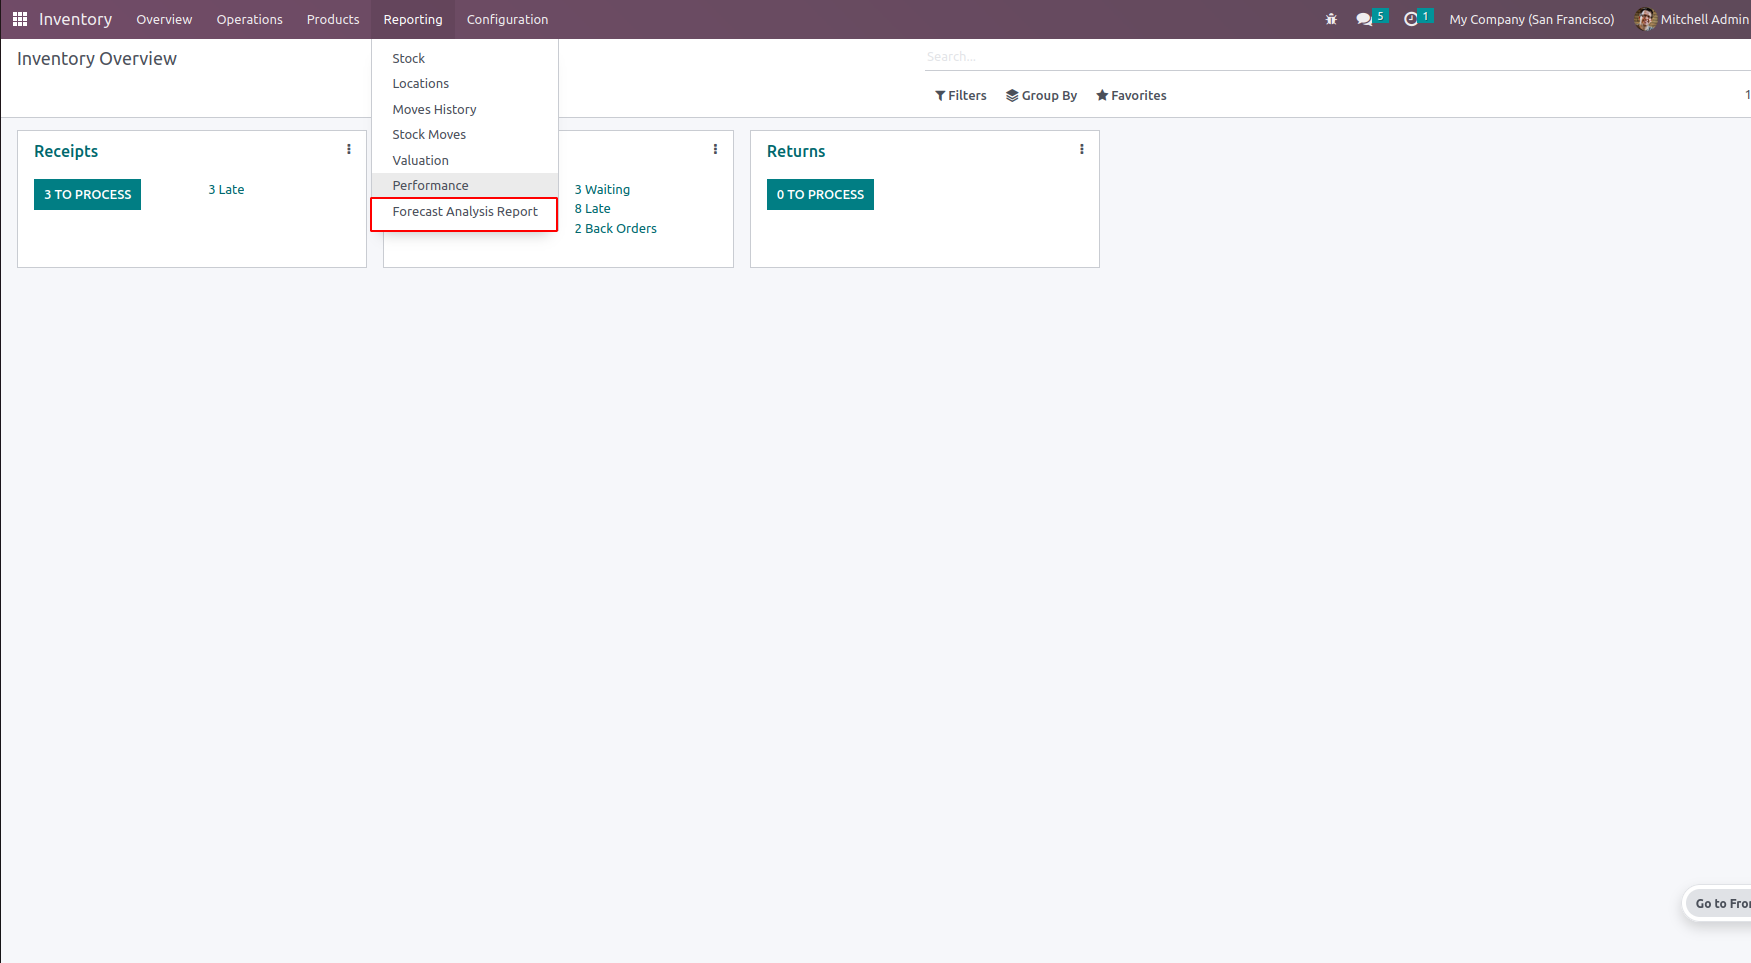 Inventory Overview Operations Products Reporting Configuration 5 1 My Company (San Francisco) Mitchell Admin
Inventory Overview
Search...
Filters Group By Favorites 1
Stock
Locations
Moves History
Stock Moves
Valuation
Performance
Forecast Analysis Report
Receipts
3 TO PROCESS
3 Late
3 Waiting
8 Late
2 Back Orders
Returns
0 TO PROCESS
Go to Fro